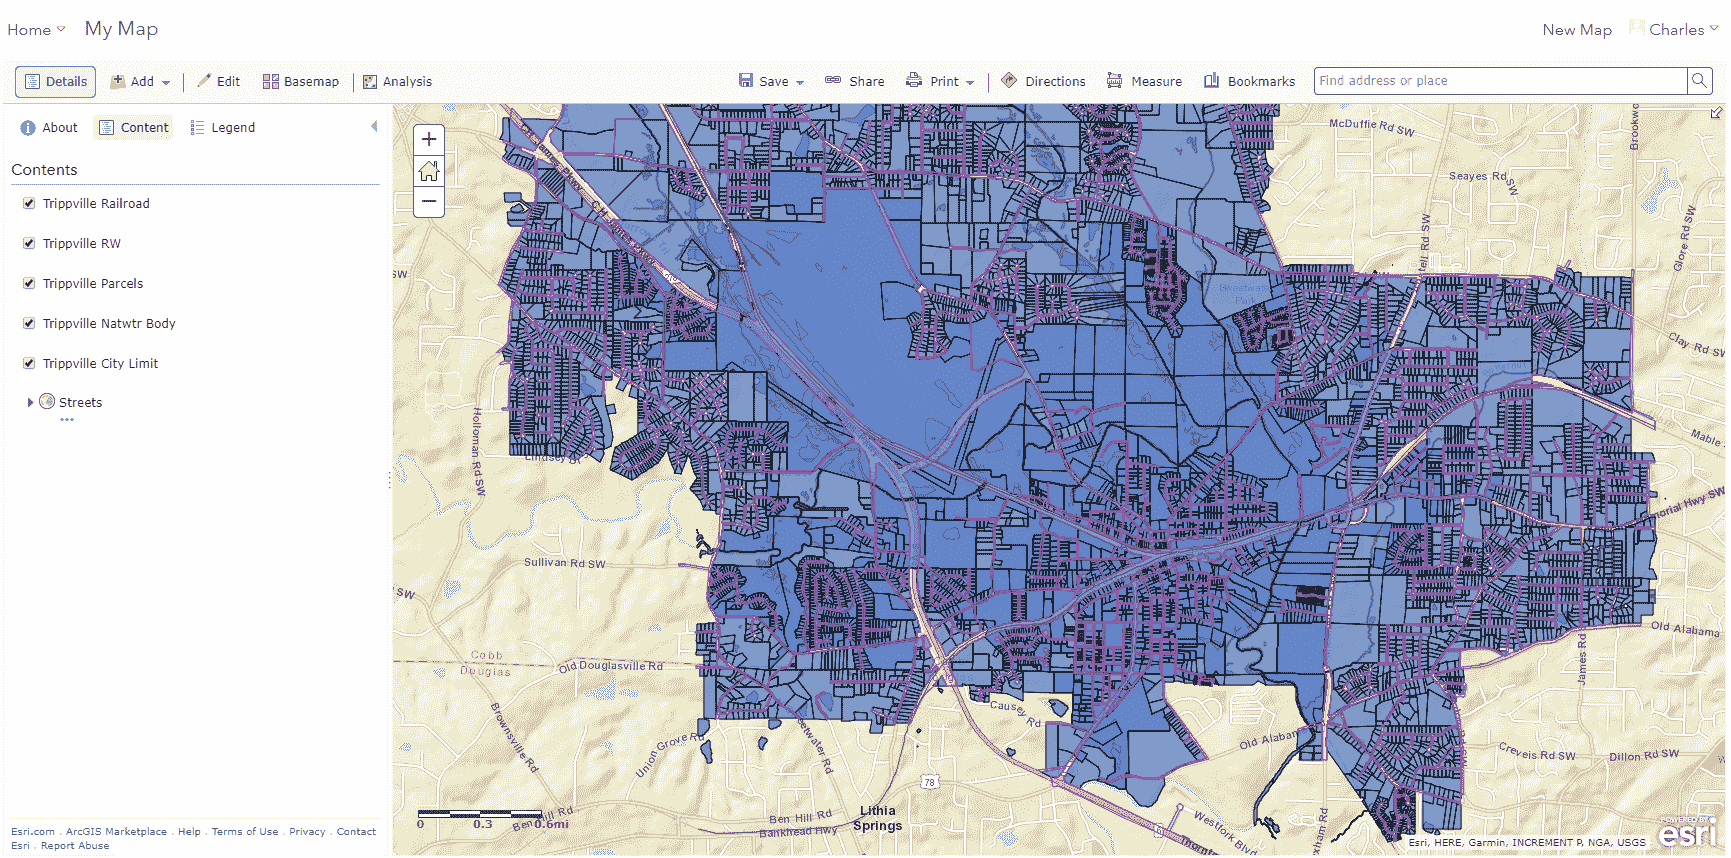 Home My Map New Map Charles
Details Add Edit Basemap Analysis Save Share Print Directions Measure Bookmarks Find address or place
About Content Legend
Contents
Trippville Railroad
Trippville RW
Trippville Parcels
Trippville Natwtr Body
Trippville City Limit
Streets
Esri.com . ArcGIS Marketplace . Help . Terms of Use . Privacy . Contact
Esri . Report Abuse
McDuffie Rd SW
Seayes Rd SW
Glore Rd SW
Clay Rd SW
Mable
SW
Holloman Rd SW
Lindsey Dr
Sullivan Rd SW
SW
Cobb
Douglas
Old Douglasville Rd
Brownsville Rd
Union Grove Rd
Causey Rd
Old Alabama
Old Alabama
James Rd
Creveis Rd SW
Dillon Rd SW
78
Lithia
Springs
Ben Hill Rd
Ben Hill Rd
Bankhead Hwy
Westfork Blvd
0 0.3 0.6mi
POWERED BY
esri
Esri, HERE, Garmin, INCREMENT P, NGA, USGS